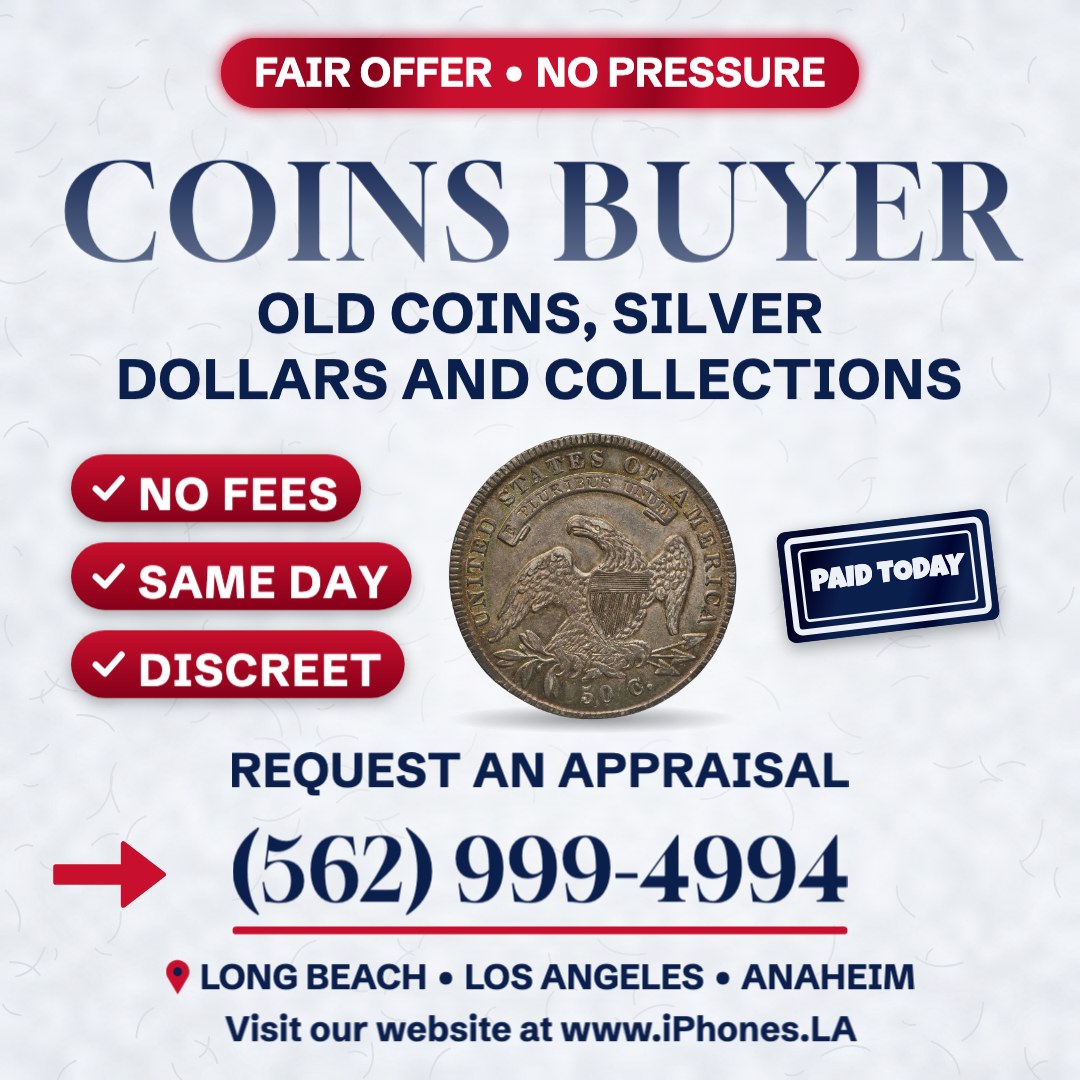 FAIR OFFER • NO PRESSURE
COINS BUYER
OLD COINS, SILVER
DOLLARS AND COLLECTIONS
✓ NO FEES
✓ SAME DAY
✓ DISCREET
UNITED STATES OF AMERICA
E PLURIBUS UNUM
50 C.
PAID TODAY
REQUEST AN APPRAISAL
(562) 999-4994
LONG BEACH • LOS ANGELES • ANAHEIM
Visit our website at www.iPhones.LA